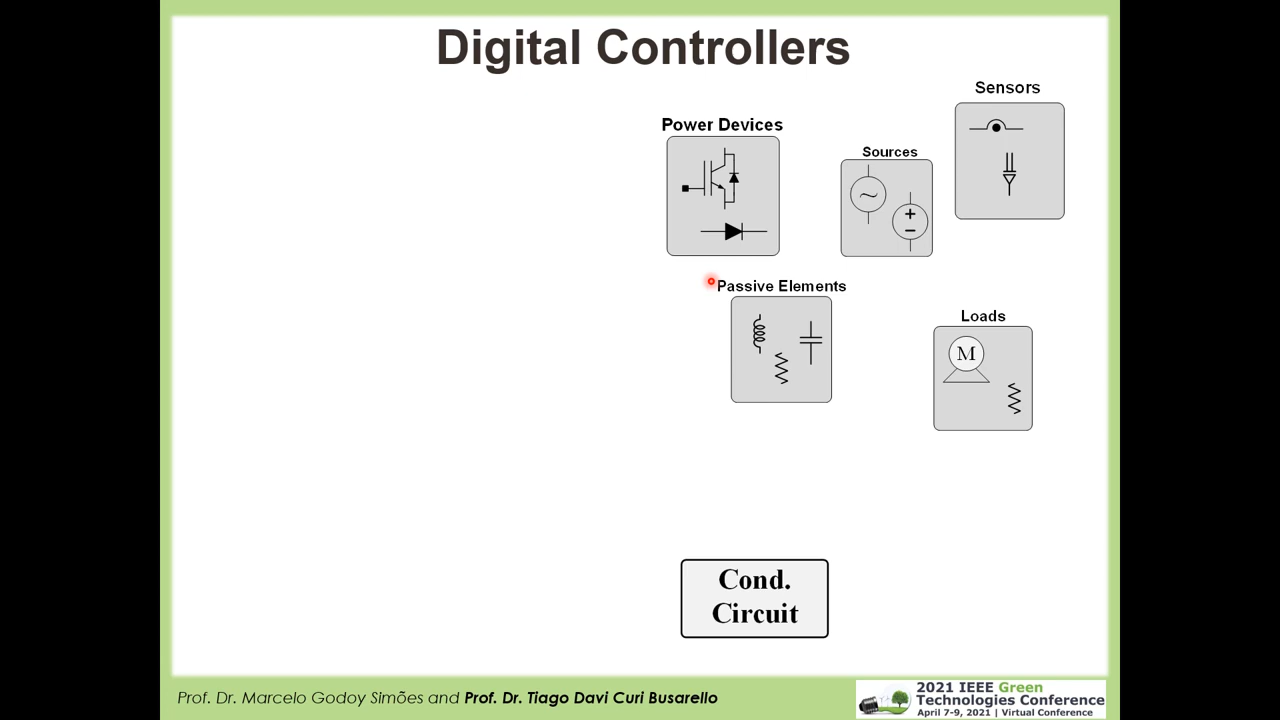 Digital Controllers
Sensors
Power Devices
Sources
Passive Elements
Loads
M
Cond.
Circuit
Prof. Dr. Marcelo Godoy Simões and Prof. Dr. Tiago Davi Curi Busarello
2021 IEEE Green
Technologies Conference
April 7-9, 2021 | Virtual Conference